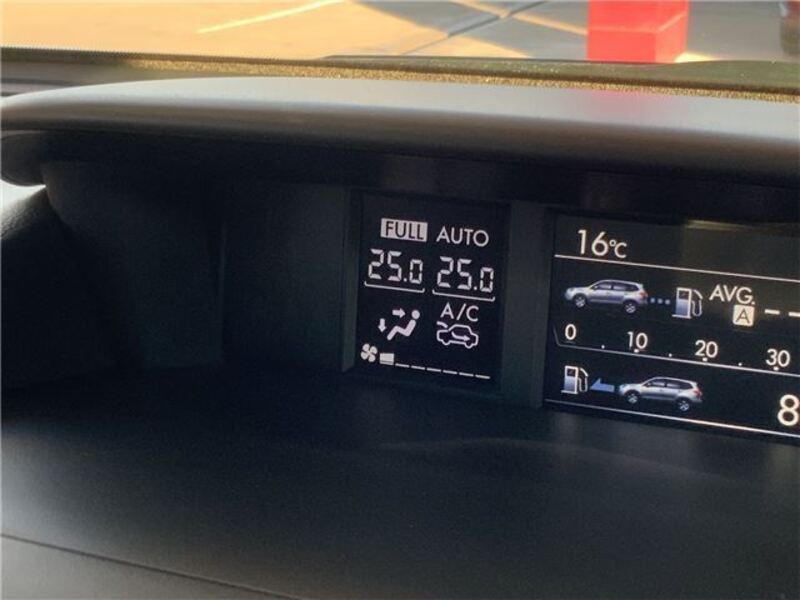 FULL AUTO
25.0 25.0
A/C
16°C
AVG.
A --
0 . 10 . 20 . 30
8